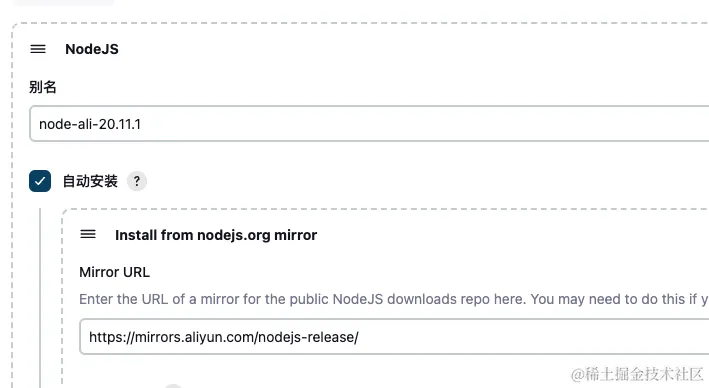 NodeJS
别名
node-ali-20.11.1
自动安装 ?
Install from nodejs.org mirror
Mirror URL
Enter the URL of a mirror for the public NodeJS downloads repo here. You may need to do this if y
https://mirrors.aliyun.com/nodejs-release/
@稀土掘金技术社区